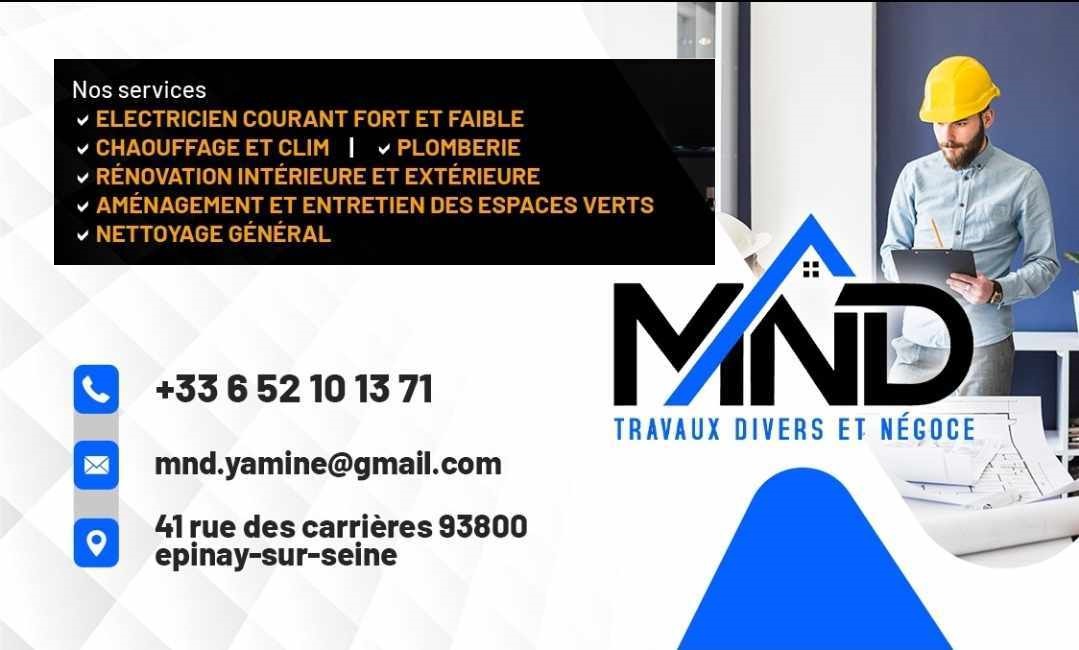 Nos services
ELECTRICIEN COURANT FORT ET FAIBLE
CHAOUFFAGE ET CLIM | PLOMBERIE
RÉNOVATION INTÉRIEURE ET EXTÉRIEURE
AMÉNAGEMENT ET ENTRETIEN DES ESPACES VERTS
NETTOYAGE GÉNÉRAL
MND
TRAVAUX DIVERS ET NÉGOCE
+33 6 52 10 13 71
mnd.yamine@gmail.com
41 rue des carrières 93800
epinay-sur-seine